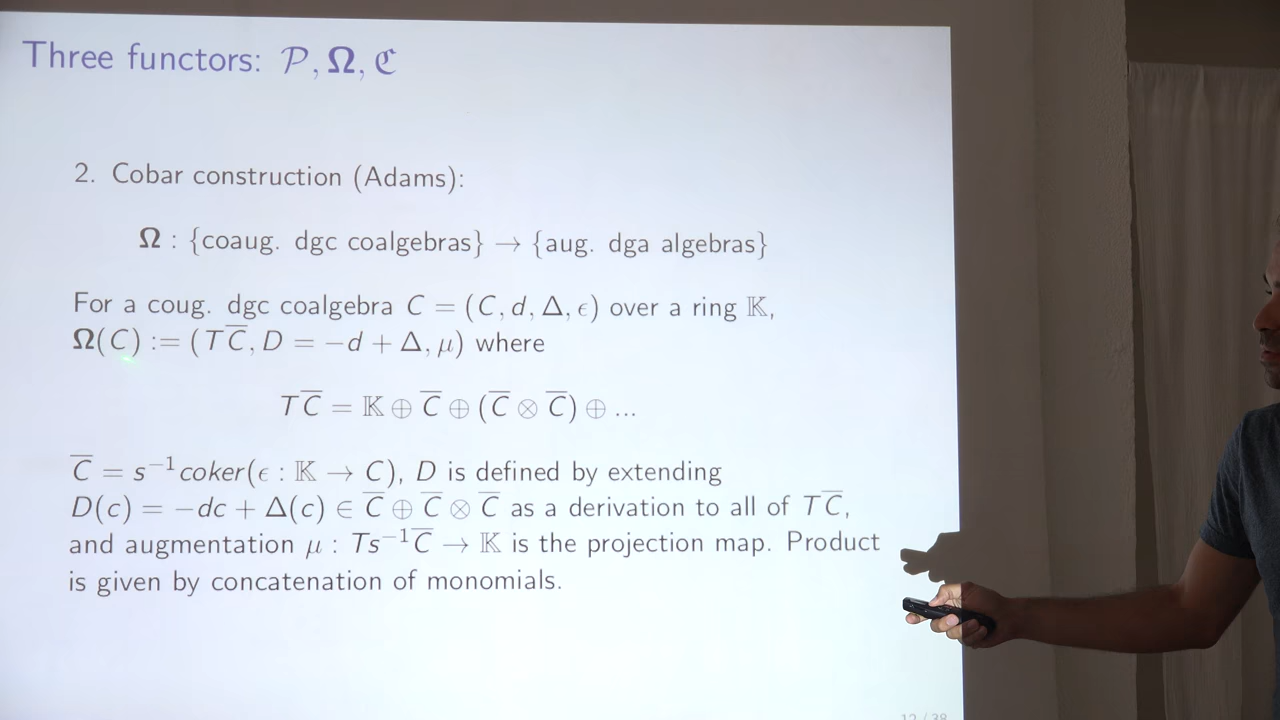 Three functors: 𝒫, 𝛀, ℭ
2. Cobar construction (Adams):
𝛀 : {coaug. dgc coalgebras} → {aug. dga algebras}
For a coug. dgc coalgebra C = (C, d, Δ, ϵ) over a ring 𝕂,
𝛀(C) := (TC̅, D = −d + Δ, μ) where
TC̅ = 𝕂 ⊕ C̅ ⊕ (C̅ ⊗ C̅) ⊕ ...
C̅ = s⁻¹coker(ϵ : 𝕂 → C), D is defined by extending
D(c) = −dc + Δ(c) ∈ C̅ ⊕ C̅ ⊗ C̅ as a derivation to all of TC̅,
and augmentation μ : Ts⁻¹C̅ → 𝕂 is the projection map. Product
is given by concatenation of monomials.
12 / 38